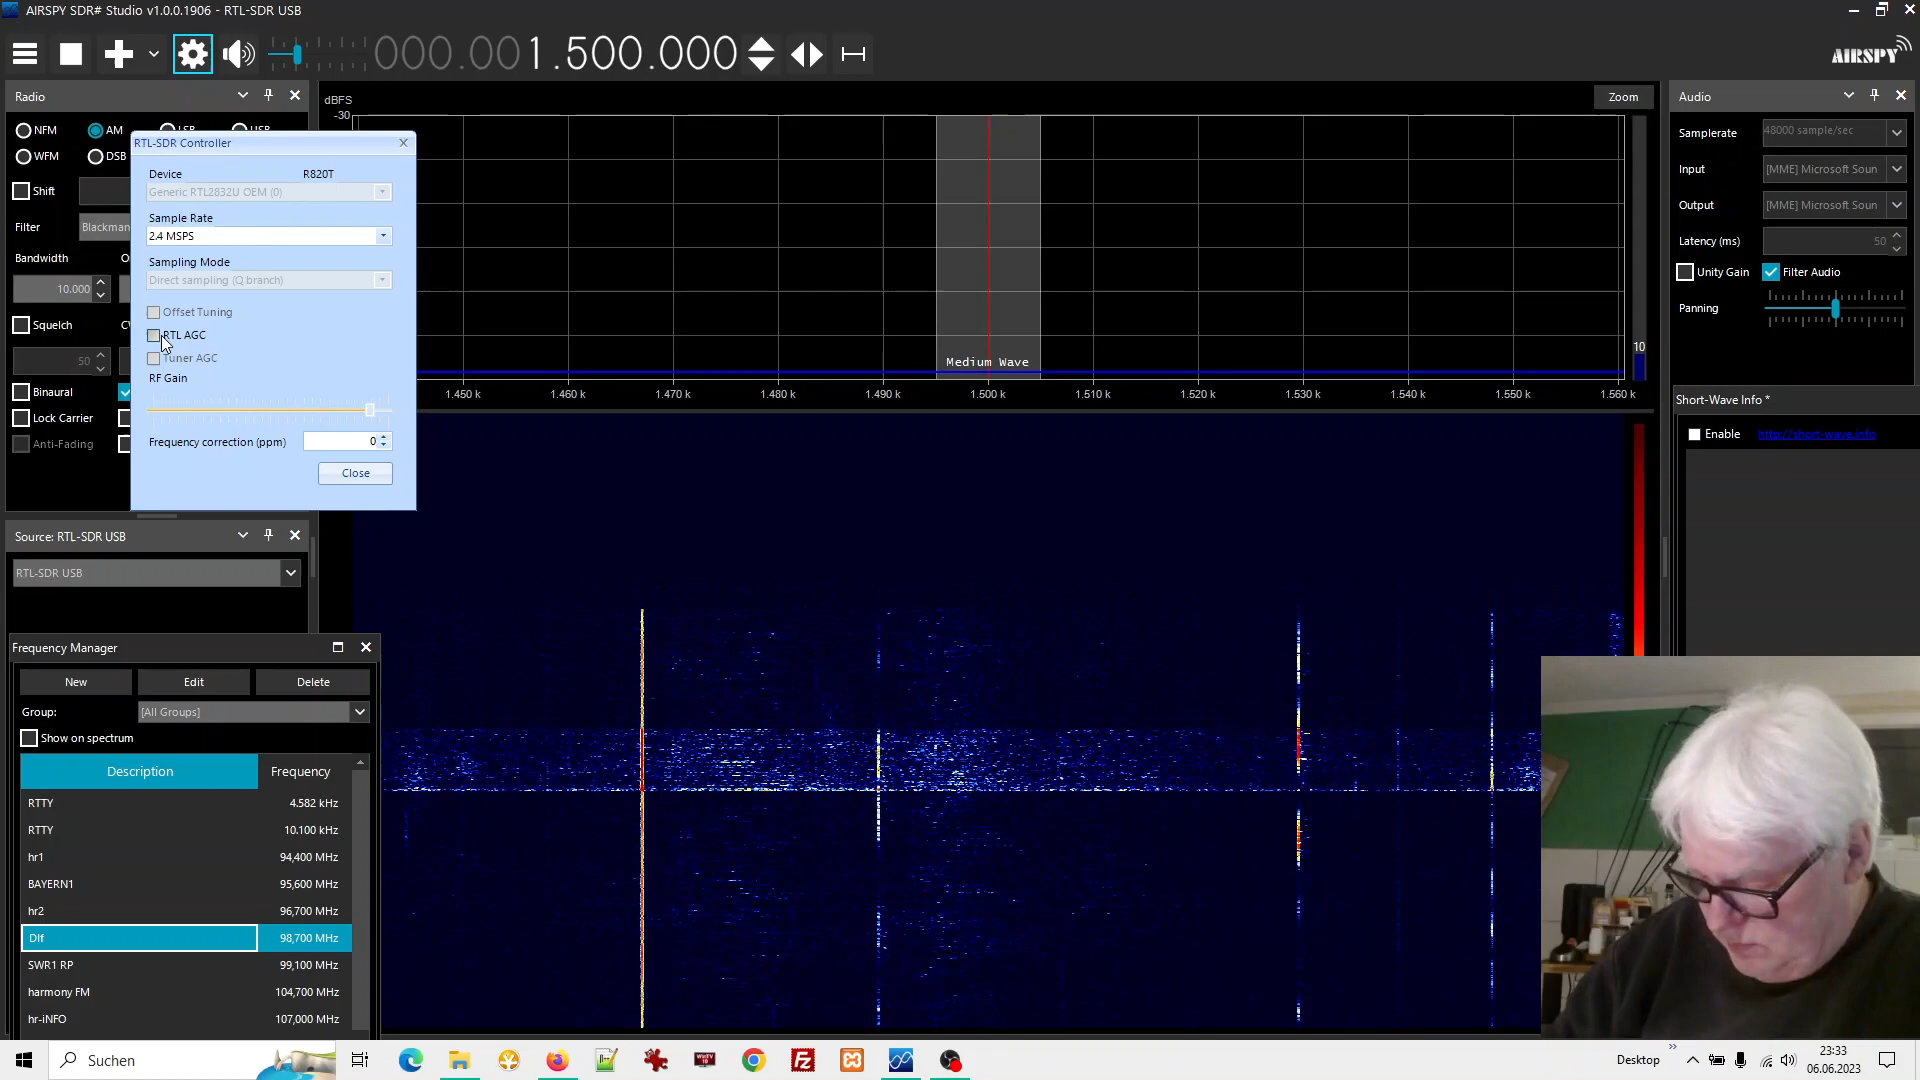 AIRSPY SDR# Studio v1.0.0.1906 - RTL-SDR USB
000.001.500.000
AIRSPY
Radio
NFM
AM
LSB
USB
WFM
DSB
Shift
Filter
Blackman
Bandwidth
10.000
Squelch
50
Binaural
Lock Carrier
Anti-Fading
RTL-SDR Controller
Device
R820T
Generic RTL2832U OEM (0)
Sample Rate
2.4 MSPS
Sampling Mode
Direct sampling (Q branch)
Offset Tuning
RTL AGC
Tuner AGC
RF Gain
Frequency correction (ppm)
0
Close
dBFS
-30
Zoom
Medium Wave
10
1.450 k
1.460 k
1.470 k
1.480 k
1.490 k
1.500 k
1.510 k
1.520 k
1.530 k
1.540 k
1.550 k
1.560 k
Audio
Samplerate
48000 sample/sec
Input
[MME] Microsoft Soun
Output
[MME] Microsoft Soun
Latency (ms)
50
Unity Gain
Filter Audio
Panning
Short-Wave Info *
Enable
http://short-wave.info
Source: RTL-SDR USB
RTL-SDR USB
Frequency Manager
New
Edit
Delete
Group:
[All Groups]
Show on spectrum
Description
Frequency
RTTY
4.582 kHz
RTTY
10.100 kHz
hr1
94,400 MHz
BAYERN1
95,600 MHz
hr2
96,700 MHz
Dlf
98,700 MHz
SWR1 RP
99,100 MHz
harmony FM
104,700 MHz
hr-iNFO
107,000 MHz
Suchen
Desktop
23:33
06.06.2023